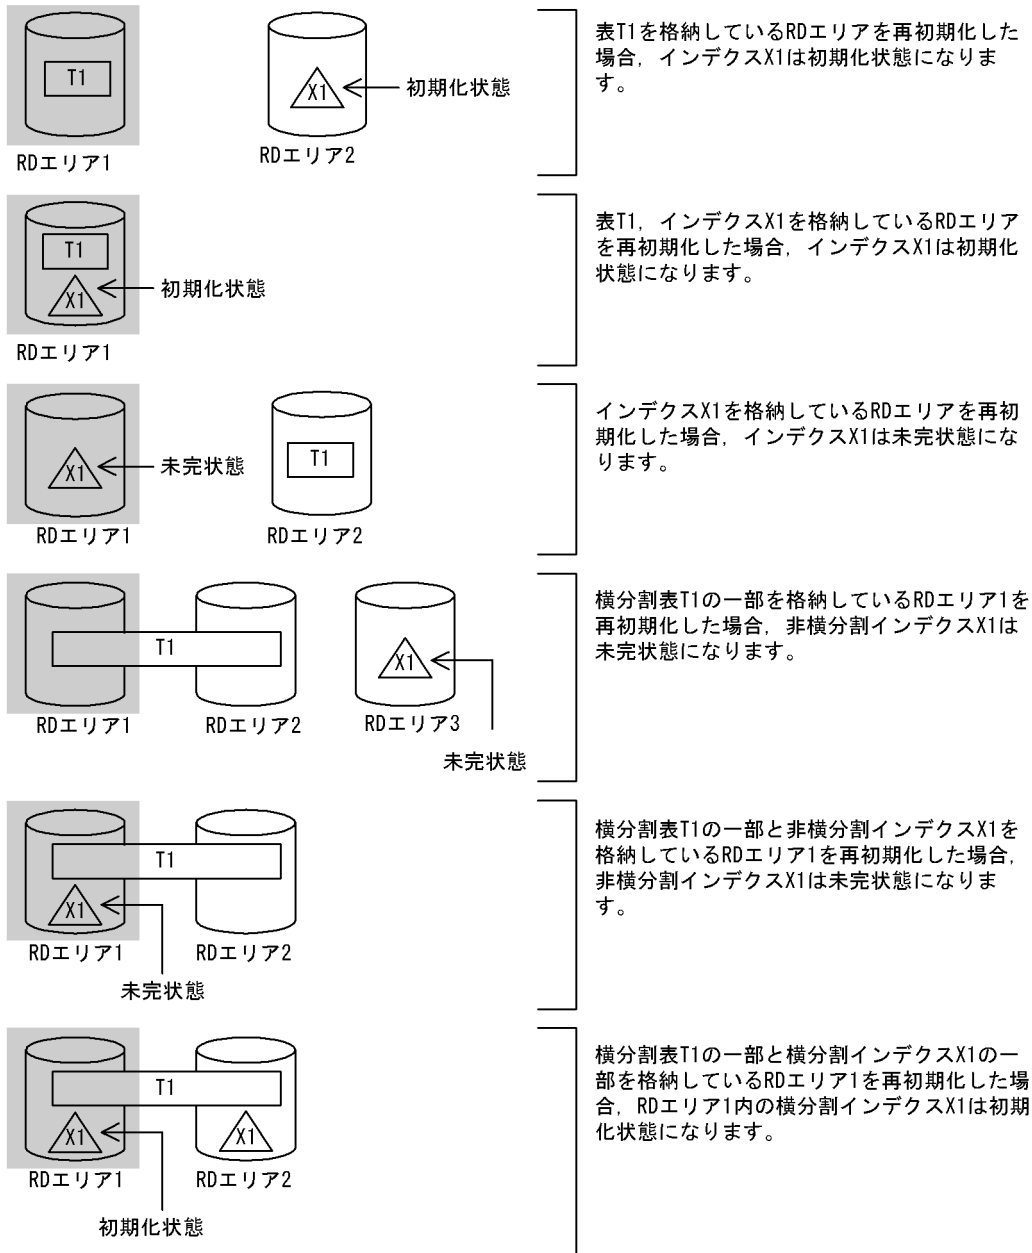 T1
X1
初期化状態
RDエリア1
RDエリア2
表T1を格納しているRDエリアを再初期化した
場合，インデクスX1は初期化状態になりま
す。
T1
X1
初期化状態
RDエリア1
表T1，インデクスX1を格納しているRDエリア
を再初期化した場合，インデクスX1は初期化
状態になります。
X1
未完状態
T1
RDエリア1
RDエリア2
インデクスX1を格納しているRDエリアを再初
期化した場合，インデクスX1は未完状態にな
ります。
T1
X1
RDエリア1
RDエリア2
RDエリア3
未完状態
横分割表T1の一部を格納しているRDエリア1を
再初期化した場合，非横分割インデクスX1は
未完状態になります。
T1
X1
RDエリア1
RDエリア2
未完状態
横分割表T1の一部と非横分割インデクスX1を
格納しているRDエリア1を再初期化した場合，
非横分割インデクスX1は未完状態になりま
す。
T1
X1
X1
RDエリア1
RDエリア2
初期化状態
横分割表T1の一部と横分割インデクスX1の一
部を格納しているRDエリア1を再初期化した場
合，RDエリア1内の横分割インデクスX1は初期
化状態になります。